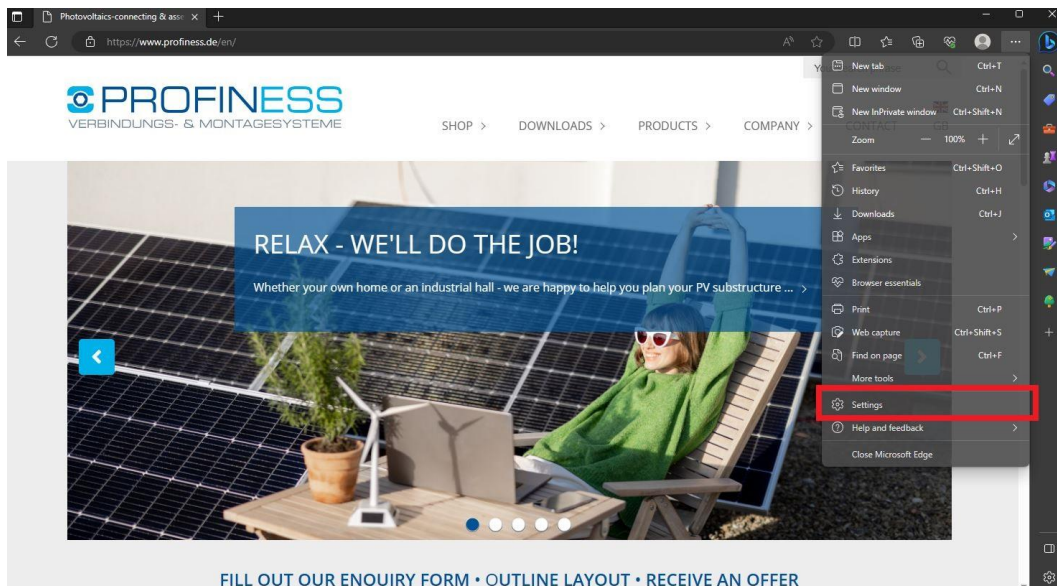 Photovoltaics-connecting & asse
https://www.profiness.de/en/
PROFINESS
VERBINDUNGS- & MONTAGESYSTEME
SHOP >
DOWNLOADS >
PRODUCTS >
COMPANY >
CONTACT
RELAX - WE'LL DO THE JOB!
Whether your own home or an industrial hall - we are happy to help you plan your PV substructure ... >
New tab Ctrl+T
New window Ctrl+N
New InPrivate window Ctrl+Shift+N
Zoom — 100% +
Favorites Ctrl+Shift+O
History Ctrl+H
Downloads Ctrl+J
Apps >
Extensions
Browser essentials
Print Ctrl+P
Web capture Ctrl+Shift+S
Find on page Ctrl+F
More tools >
Settings
Help and feedback >
Close Microsoft Edge
FILL OUT OUR ENQUIRY FORM • OUTLINE LAYOUT • RECEIVE AN OFFER